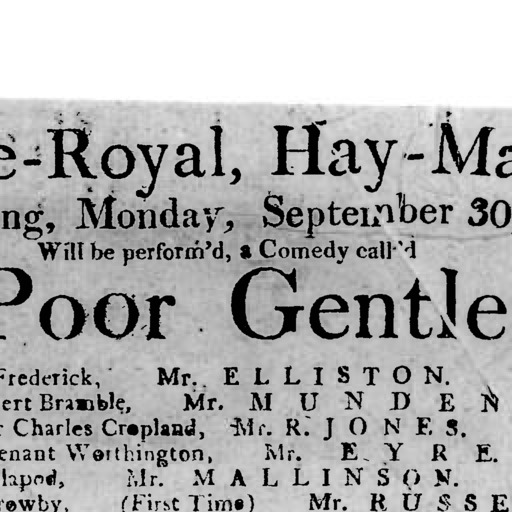 e-Royal, Hay-Ma
ng, Monday, September 30,
Will be perform'd, a Comedy call'd
Poor Gentle
Frederick, Mr. ELLISTON.
ert Bramble, Mr. MUNDEN
r Charles Cropland, Mr. R. JONES.
enant Worthington, Mr. EYRE.
lapod, Mr. MALLINSON.
rowby, (First Time) Mr. RUSSE